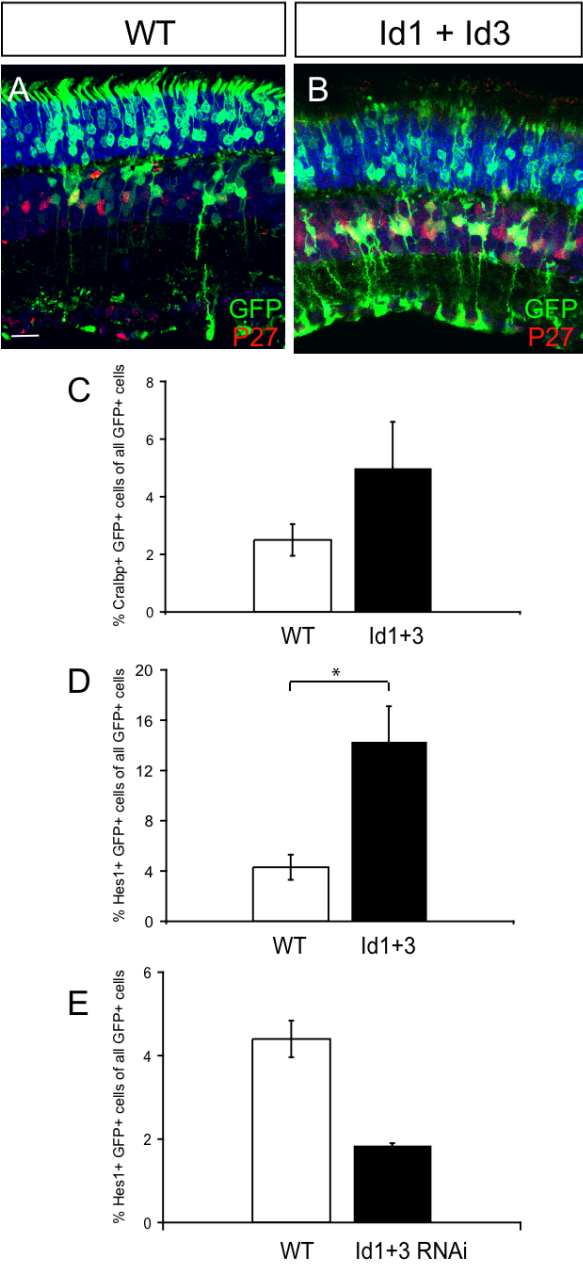 WT
Id1 + Id3
A
B
GFP
P27
GFP
P27
C
% Cralbp+ GFP+ cells of all GFP+ cells
8
6
4
2
0
WT
Id1+3
D
% Hes1+ GFP+ cells of all GFP+ cells
20
16
12
8
4
0
*
WT
Id1+3
E
% Hes1+ GFP+ cells of all GFP+ cells
6
4
2
0
WT
Id1+3 RNAi